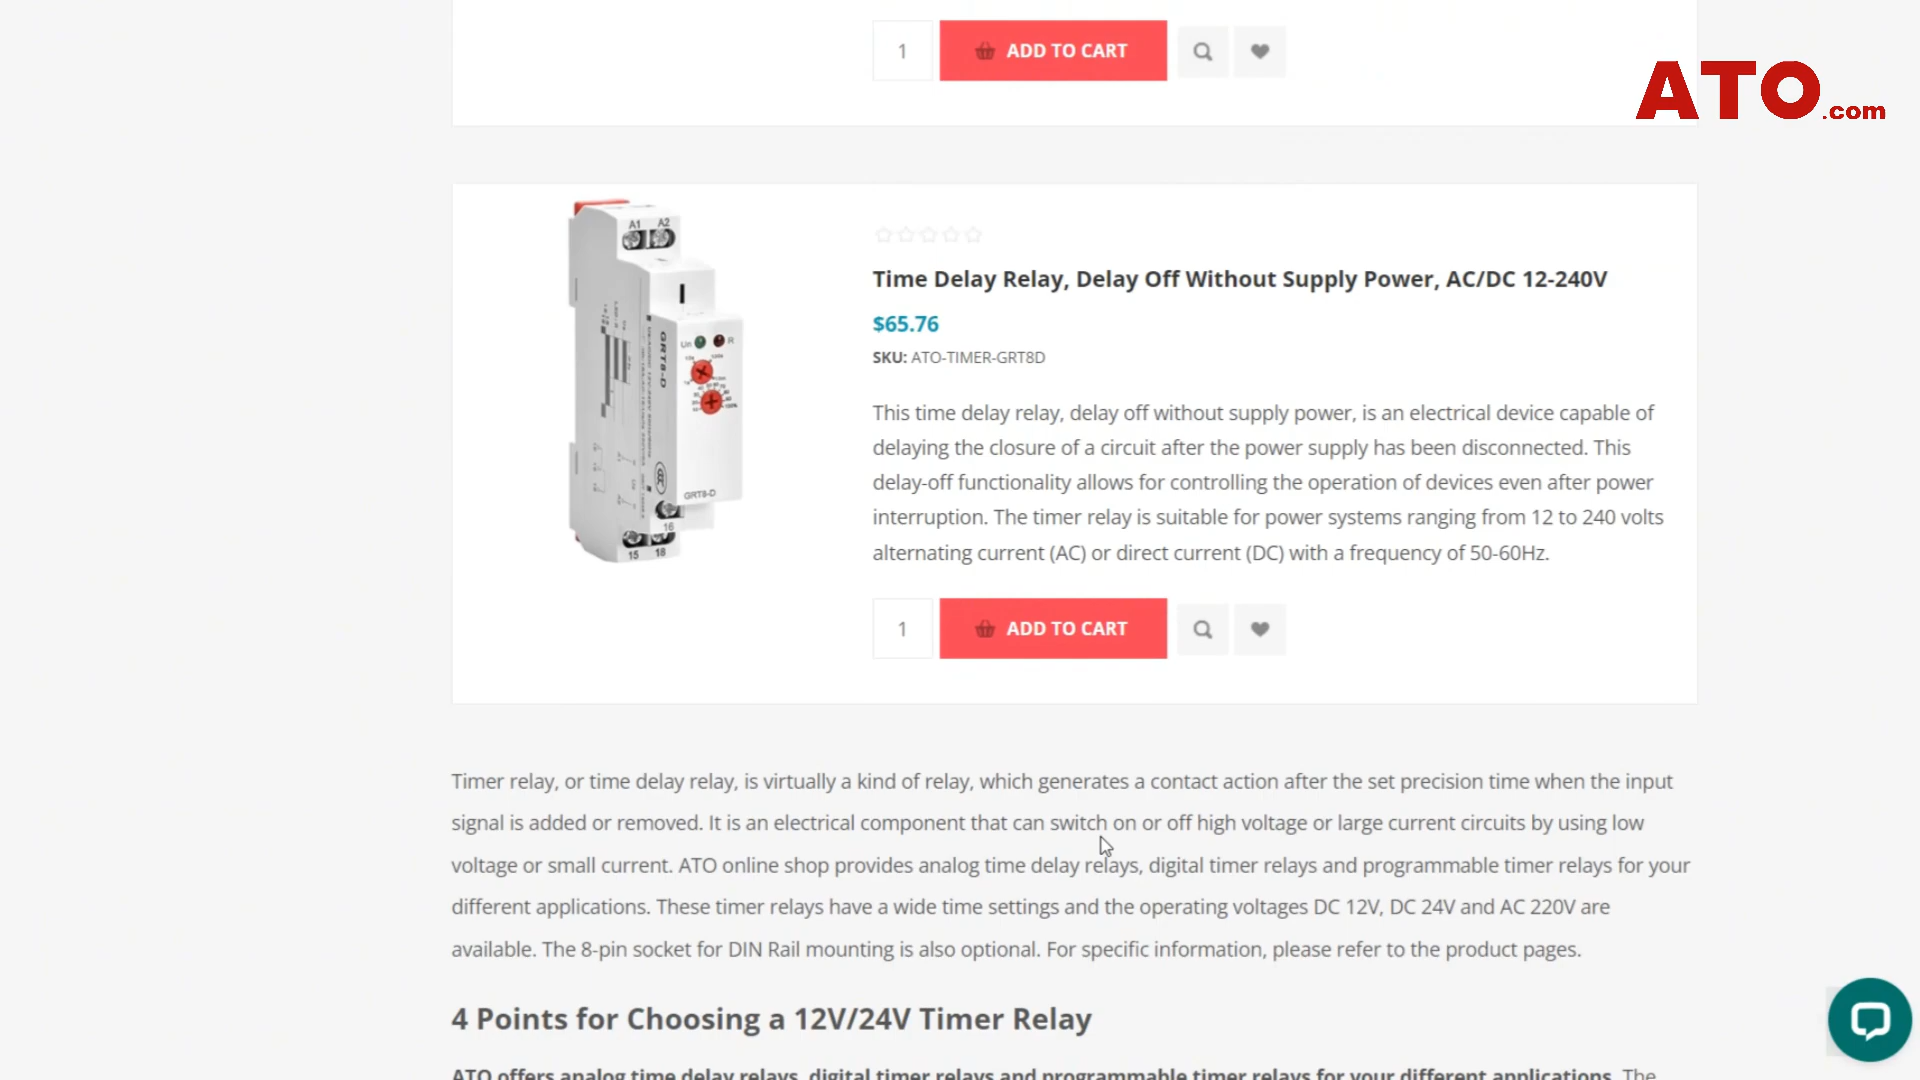 1
ADD TO CART
ATO.com
A1 A2
Time Delay Relay, Delay Off Without Supply Power, AC/DC 12-240V
$65.76
SKU: ATO-TIMER-GRT8D
Un R
GRT8-D
GRT8-D
16
15 18
This time delay relay, delay off without supply power, is an electrical device capable of
delaying the closure of a circuit after the power supply has been disconnected. This
delay-off functionality allows for controlling the operation of devices even after power
interruption. The timer relay is suitable for power systems ranging from 12 to 240 volts
alternating current (AC) or direct current (DC) with a frequency of 50-60Hz.
1
ADD TO CART
Timer relay, or time delay relay, is virtually a kind of relay, which generates a contact action after the set precision time when the input
signal is added or removed. It is an electrical component that can switch on or off high voltage or large current circuits by using low
voltage or small current. ATO online shop provides analog time delay relays, digital timer relays and programmable timer relays for your
different applications. These timer relays have a wide time settings and the operating voltages DC 12V, DC 24V and AC 220V are
available. The 8-pin socket for DIN Rail mounting is also optional. For specific information, please refer to the product pages.
4 Points for Choosing a 12V/24V Timer Relay
ATO offers analog time delay relays, digital timer relays and programmable timer relays for your different applications. The